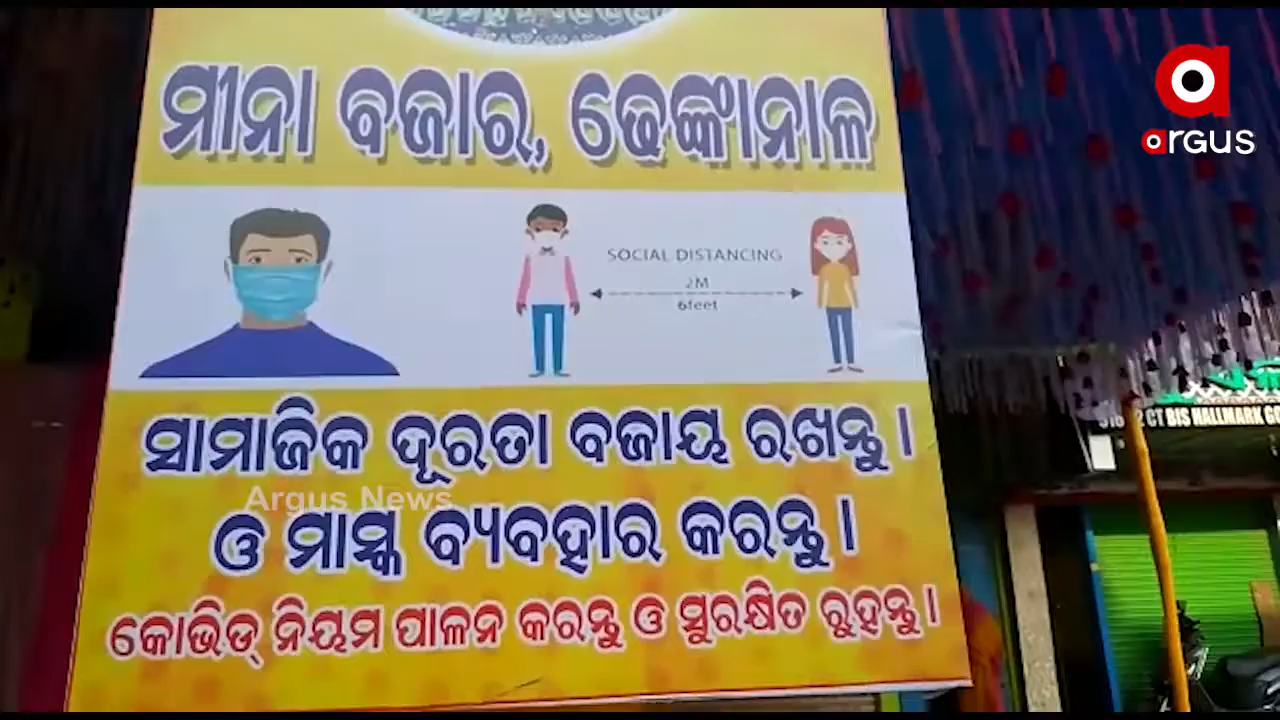 argus
ମୀନା ବଜାର, ଢେଙ୍କାନାଳ
SOCIAL DISTANCING
2M
6feet
ସାମାଜିକ ଦୂରତା ବଜାୟ ରଖନ୍ତୁ ।
Argus News
ଓ ମାସ୍କ ବ୍ୟବହାର କରନ୍ତୁ ।
କୋଭିଡ୍ ନିୟମ ପାଳନ କରନ୍ତୁ ଓ ସୁରକ୍ଷିତ ରୁହନ୍ତୁ ।
CT BIS HALLMARK